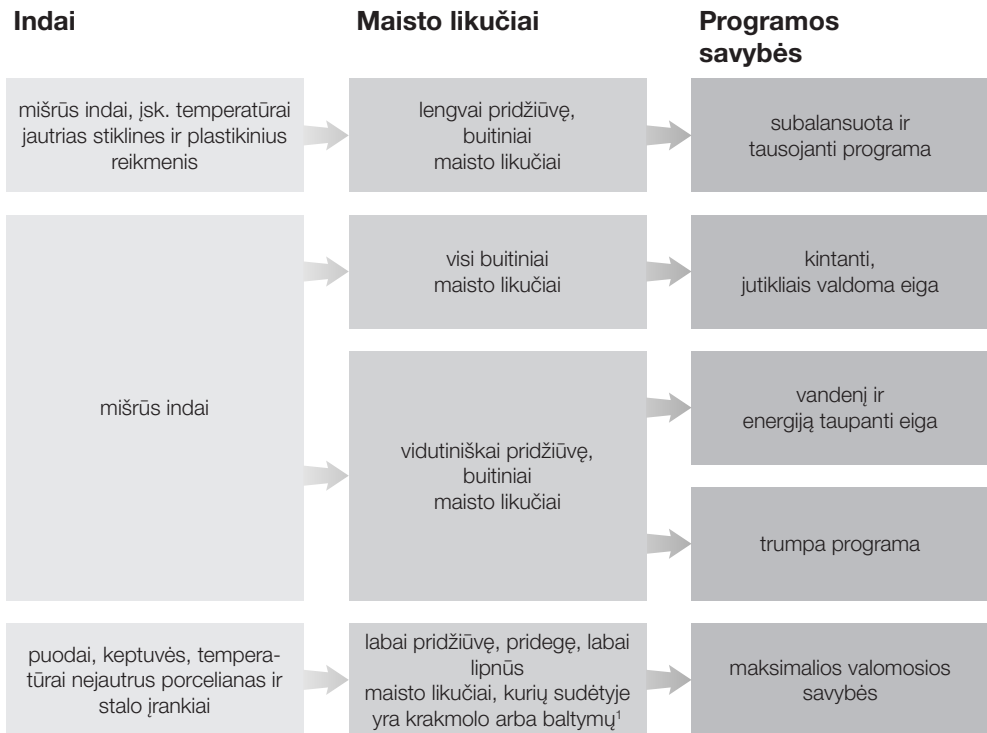 Indai
Maisto likučiai
Programos
savybės
mišrūs indai, įsk. temperatūrai
jautrias stiklines ir plastikinius
reikmenis
lengvai pridžiūvę,
buitiniai
maisto likučiai
subalansuota ir
tausojanti programa
mišrūs indai
visi buitiniai
maisto likučiai
kintanti,
jutikliais valdoma eiga
vidutiniškai pridžiūvę,
buitiniai
maisto likučiai
vandenį ir
energiją taupanti eiga
trumpa programa
puodai, keptuvės, tempera-
tūrai nejautrus porcelianas ir
stalo įrankiai
labai pridžiūvę, pridegę, labai
lipnūs
maisto likučiai, kurių sudėtyje
yra krakmolo arba baltymų¹
maksimalios valomosios
savybės